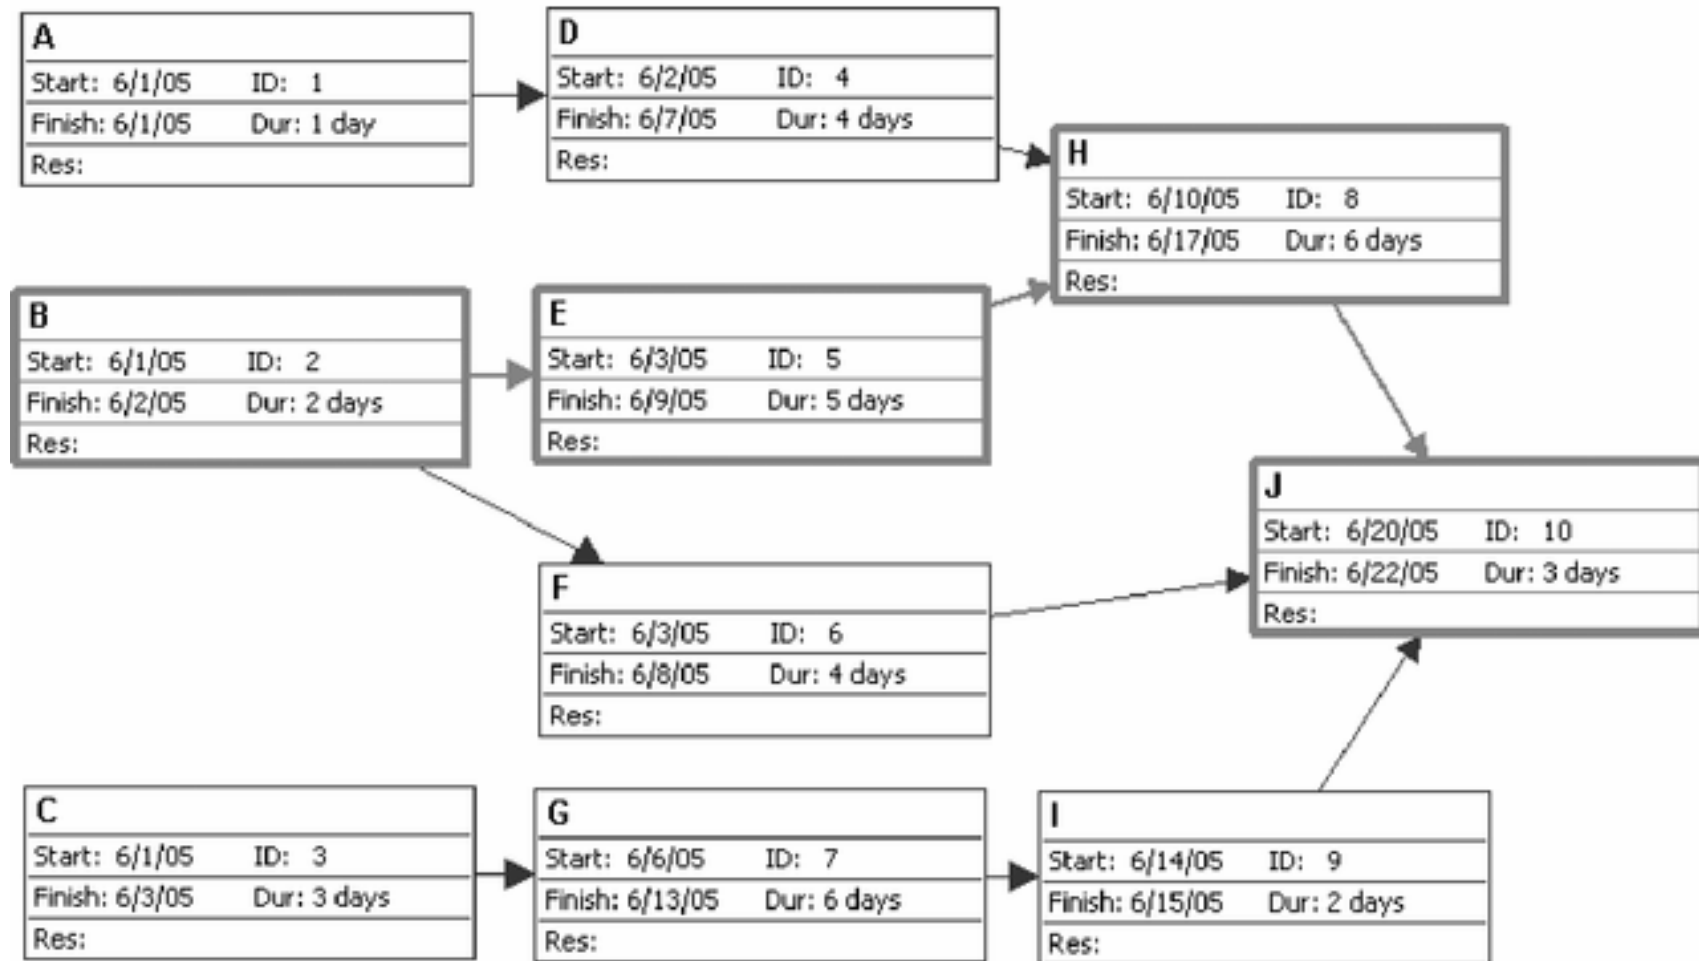 A
Start: 6/1/05 ID: 1
Finish: 6/1/05 Dur: 1 day
Res:
D
Start: 6/2/05 ID: 4
Finish: 6/7/05 Dur: 4 days
Res:
H
Start: 6/10/05 ID: 8
Finish: 6/17/05 Dur: 6 days
Res:
B
Start: 6/1/05 ID: 2
Finish: 6/2/05 Dur: 2 days
Res:
E
Start: 6/3/05 ID: 5
Finish: 6/9/05 Dur: 5 days
Res:
J
Start: 6/20/05 ID: 10
Finish: 6/22/05 Dur: 3 days
Res:
F
Start: 6/3/05 ID: 6
Finish: 6/8/05 Dur: 4 days
Res:
C
Start: 6/1/05 ID: 3
Finish: 6/3/05 Dur: 3 days
Res:
G
Start: 6/6/05 ID: 7
Finish: 6/13/05 Dur: 6 days
Res:
I
Start: 6/14/05 ID: 9
Finish: 6/15/05 Dur: 2 days
Res: